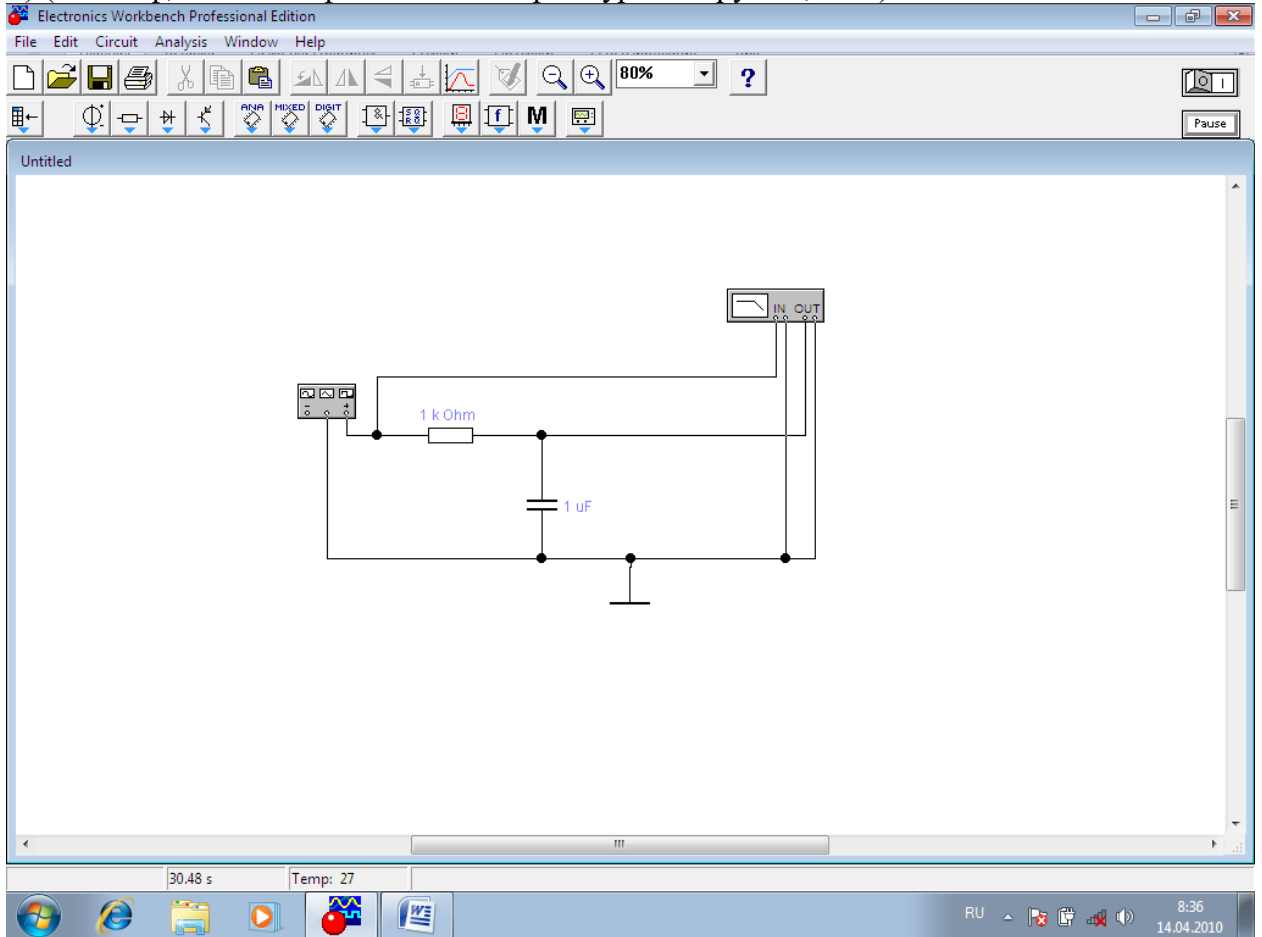 Electronics Workbench Professional Edition
File Edit Circuit Analysis Window Help
80%
?
ANA MIXED DIGIT
&
f
M
Pause
Untitled
IN OUT
- +
1 k Ohm
1 uF
30.48 s Temp: 27
RU
8:36
14.04.2010